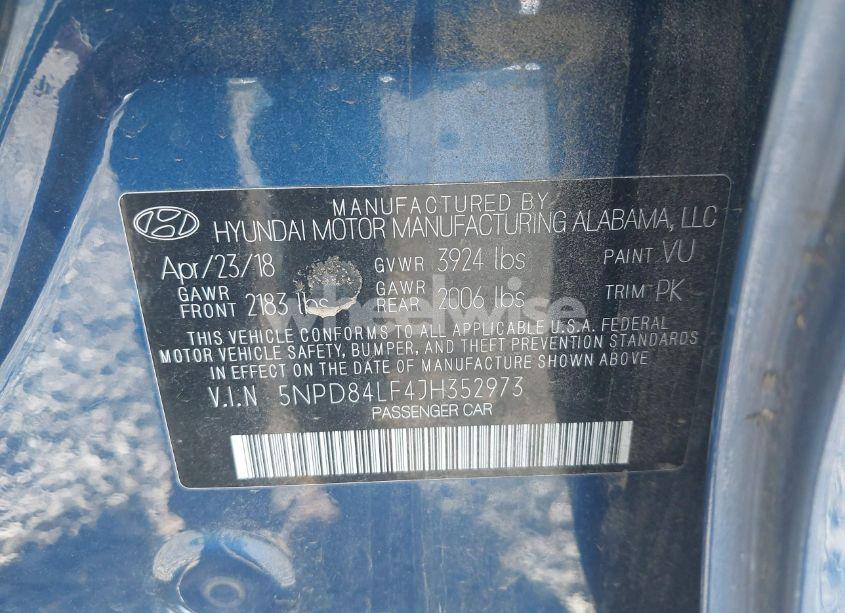 MANUFACTURED BY
HYUNDAI MOTOR MANUFACTURING ALABAMA, LLC
Apr/23/18 GVWR 3924 lbs PAINT VU
GAWR FRONT 2183 lbs GAWR REAR 2006 lbs TRIM PK
wheelwise
THIS VEHICLE CONFORMS TO ALL APPLICABLE U.S.A. FEDERAL
MOTOR VEHICLE SAFETY, BUMPER, AND THEFT PREVENTION STANDARDS
IN EFFECT ON THE DATE OF MANUFACTURE SHOWN ABOVE
V.I.N 5NPD84LF4JH352973
PASSENGER CAR